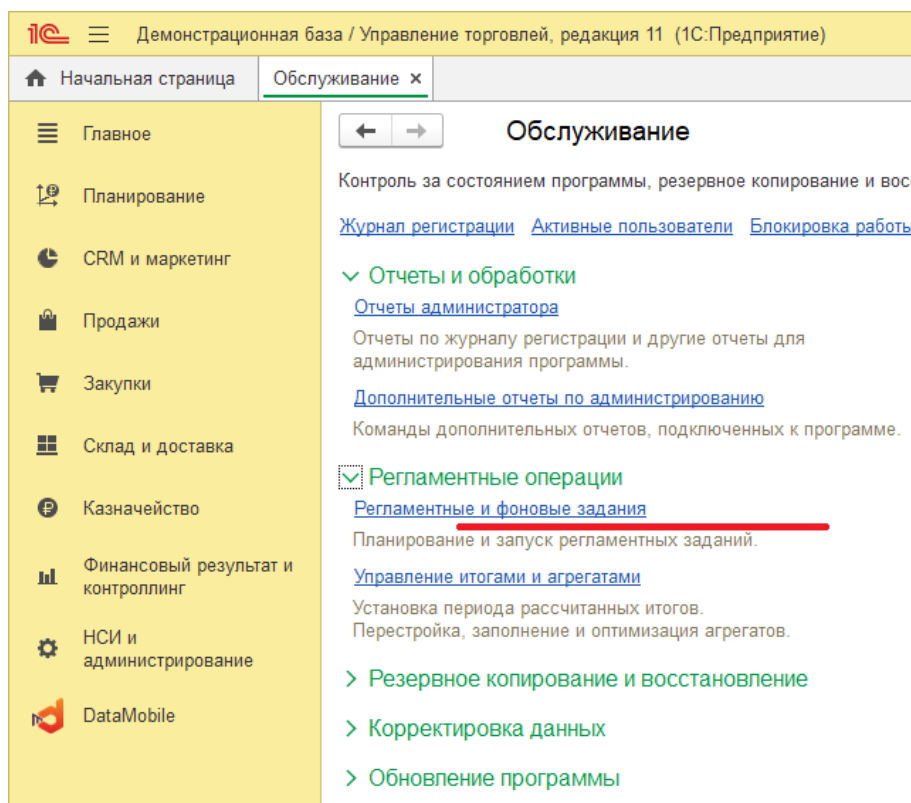 1С Демонстрационная база / Управление торговлей, редакция 11 (1С:Предприятие)
Начальная страница Обслуживание ×
Главное
Планирование
CRM и маркетинг
Продажи
Закупки
Склад и доставка
Казначейство
Финансовый результат и
контроллинг
НСИ и
администрирование
DataMobile
Обслуживание
Контроль за состоянием программы, резервное копирование и вос
Журнал регистрации Активные пользователи Блокировка работы
Отчеты и обработки
Отчеты администратора
Отчеты по журналу регистрации и другие отчеты для
администрирования программы.
Дополнительные отчеты по администрированию
Команды дополнительных отчетов, подключенных к программе.
Регламентные операции
Регламентные и фоновые задания
Планирование и запуск регламентных заданий.
Управление итогами и агрегатами
Установка периода рассчитанных итогов.
Перестройка, заполнение и оптимизация агрегатов.
Резервное копирование и восстановление
Корректировка данных
Обновление программы